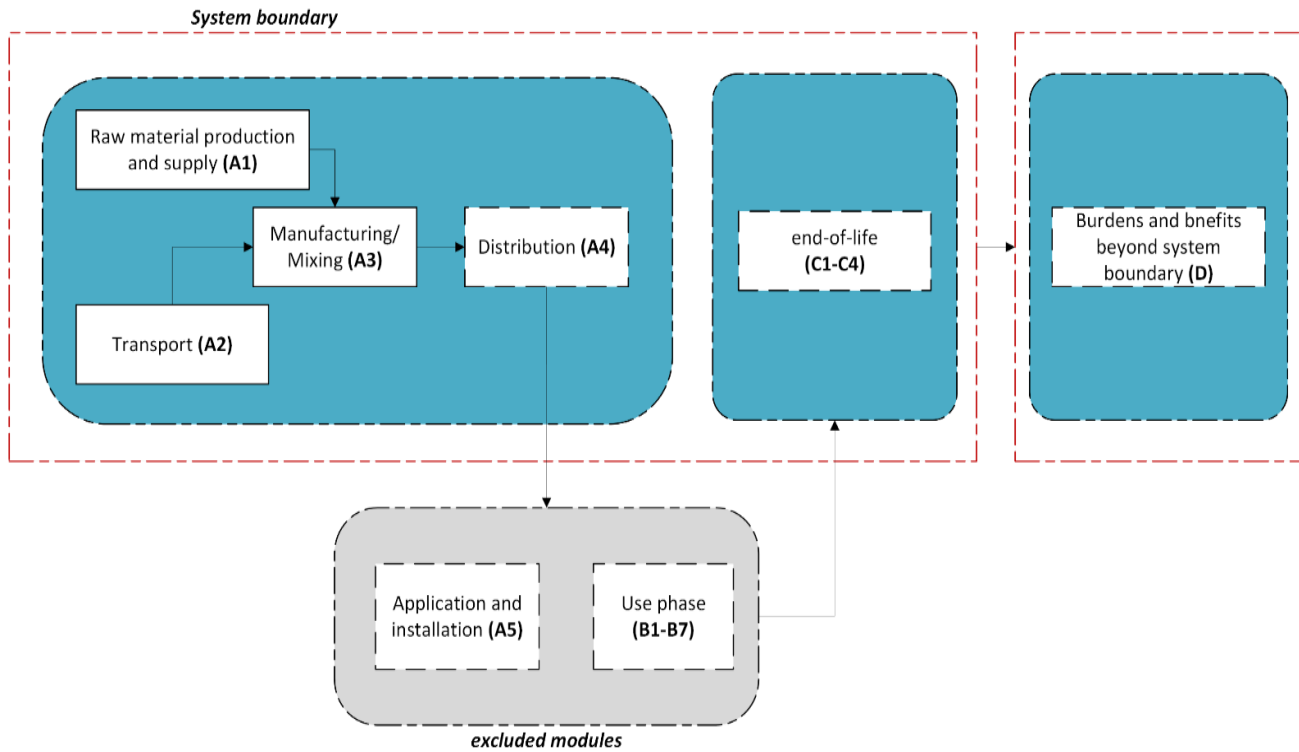 System boundary
Raw material production
and supply (A1)
Manufacturing/
Mixing (A3)
Distribution (A4)
Transport (A2)
end-of-life
(C1-C4)
Burdens and bnefits
beyond system
boundary (D)
Application and
installation (A5)
Use phase
(B1-B7)
excluded modules